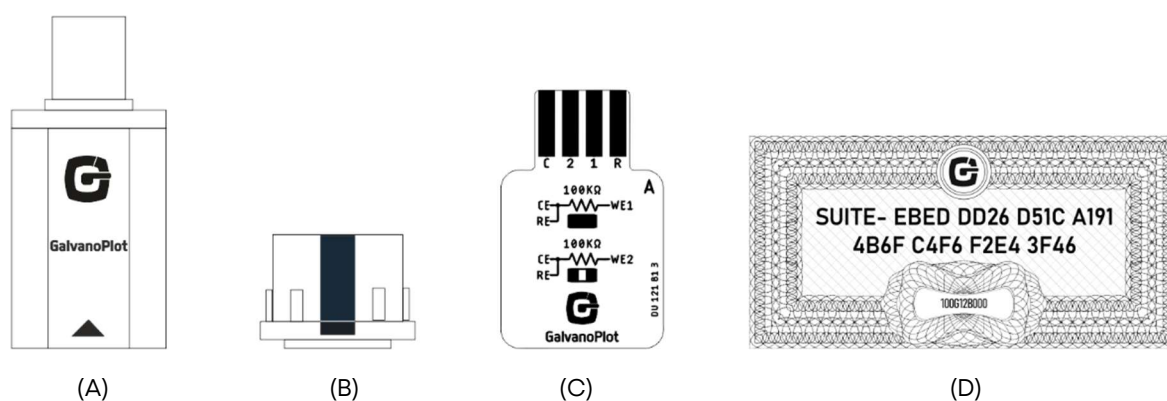 GalvanoPlot
C 2 1 R
A
100KΩ
CE WE1
RE
100KΩ
CE WE2
RE
DU 121 81 3
GalvanoPlot
SUITE- EBED DD26 D51C A191
4B6F C4F6 F2E4 3F46
100G128000
(A) (B) (C) (D)